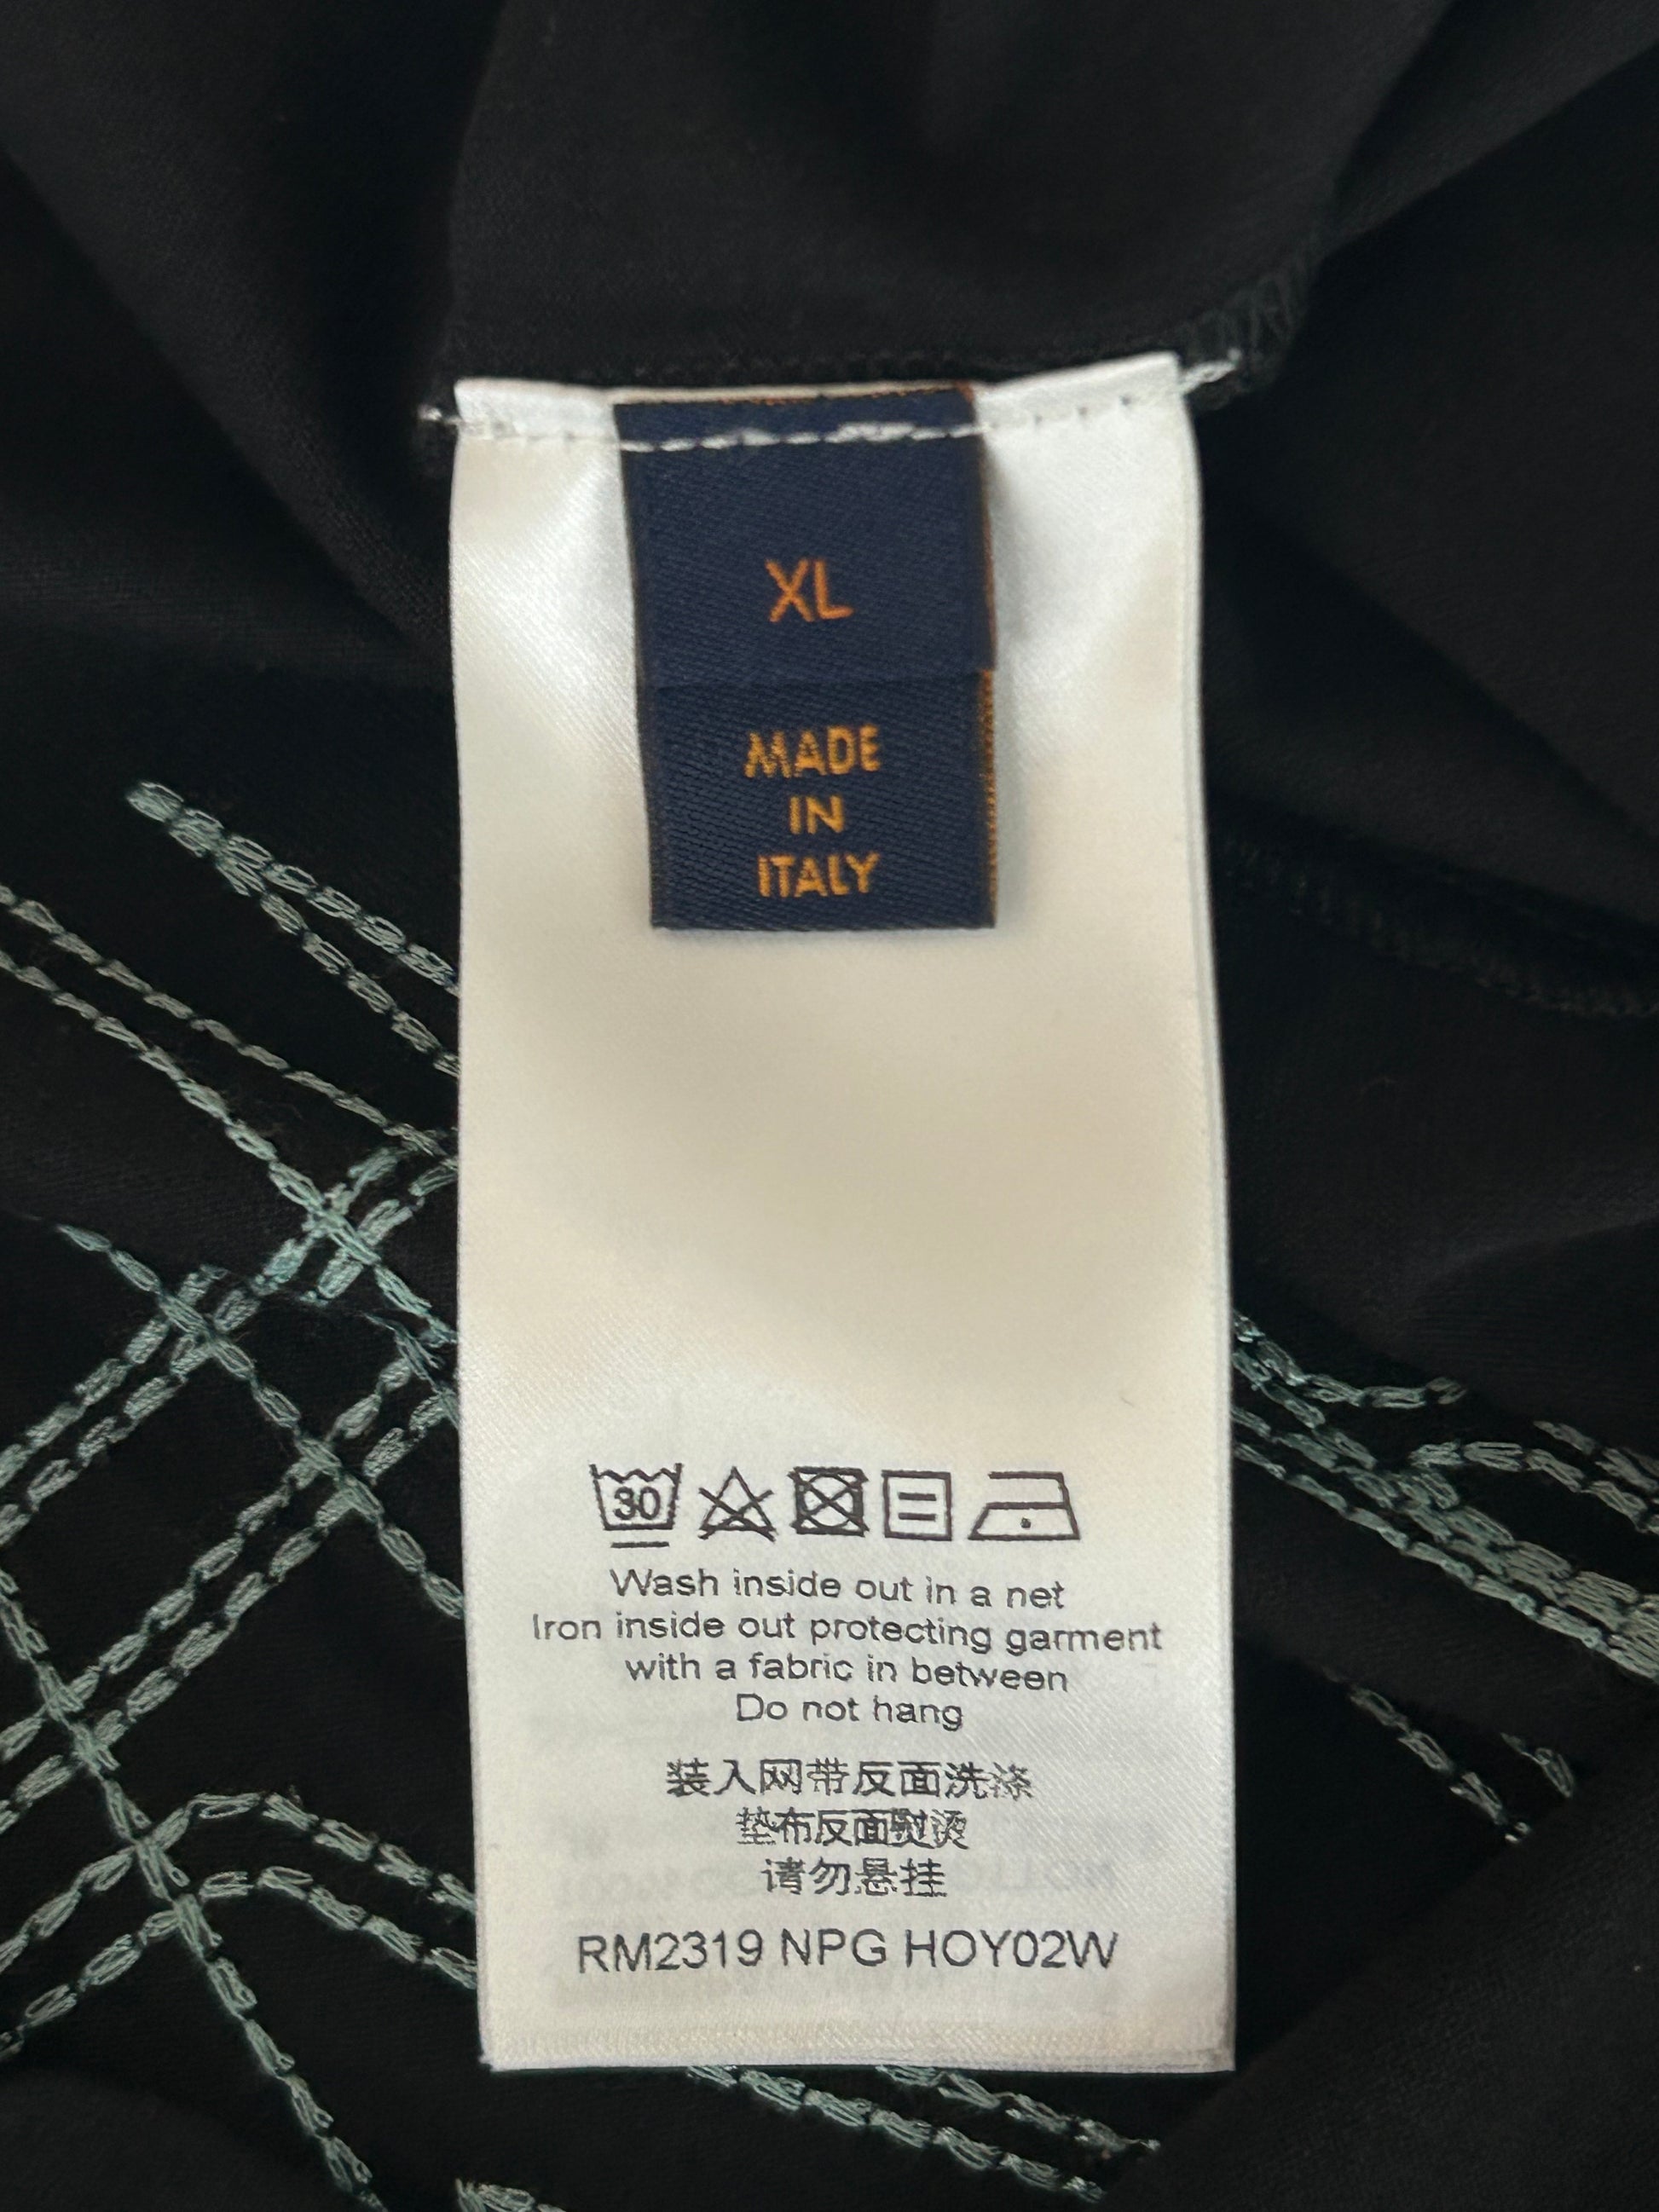 XL
MADE
IN
ITALY
30
Wash inside out in a net
Iron inside out protecting garment
with a fabric in between
Do not hang
装入网带反面洗涤
垫布反面熨烫
请勿悬挂
RM2319 NPG HOY02W